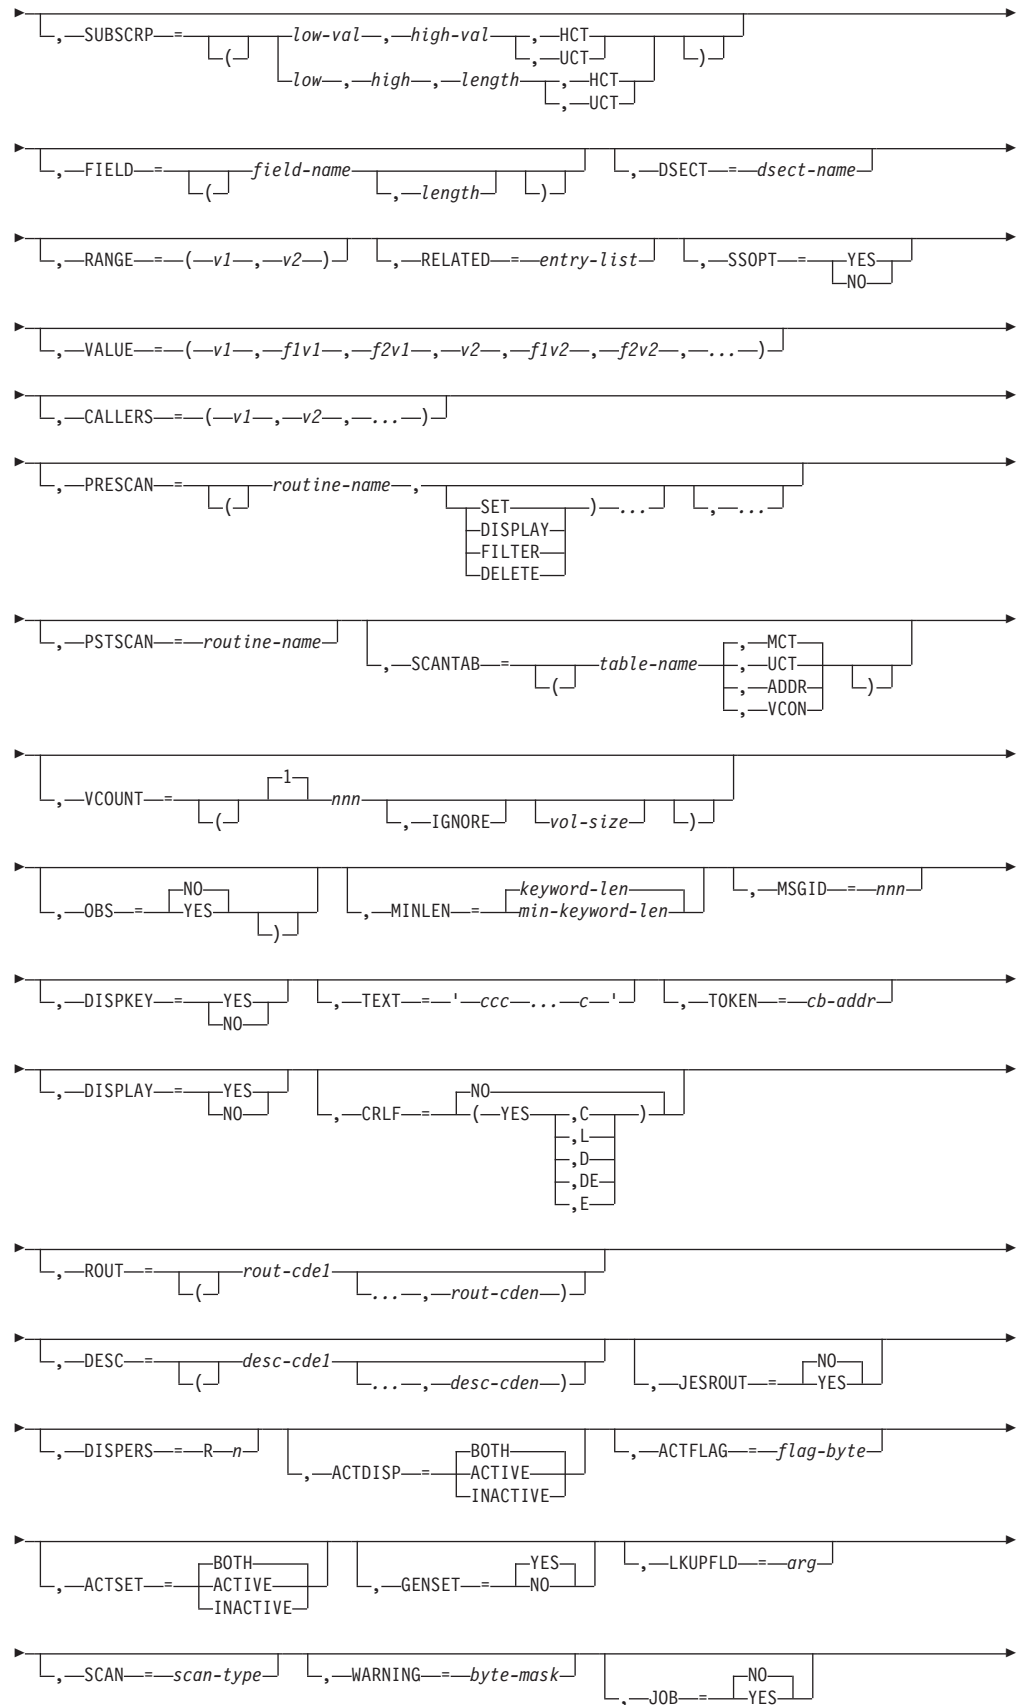 ,SUBSCRP= ( low-val,high-val ,HCT )
,UCT
low,high,length ,HCT
,UCT
,FIELD= ( field-name ,length ) ,DSECT=dsect-name
,RANGE=(v1,v2) ,RELATED=entry-list ,SSOPT= YES
NO
,VALUE=(v1,f1v1,f2v1,v2,f1v2,f2v2,...)
,CALLERS=(v1,v2,...)
,PRESCAN= ( routine-name, SET )... ,...
DISPLAY
FILTER
DELETE
,PSTSCAN=routine-name ,SCANTAB= ( table-name ,MCT )
,UCT
,ADDR
,VCON
1
,VCOUNT= ( nnn ,IGNORE vol-size )
NO keyword-len
,OBS= YES ) ,MINLEN= min-keyword-len ,MSGID=nnn
,DISPKEY= YES ,TEXT='ccc...c' ,TOKEN=cb-addr
NO
,DISPLAY= YES ,CRLF= NO
NO (YES ,C )
,L
,D
,DE
,E
,ROUT= ( rout-cde1 ...,rout-cden)
,DESC= ( desc-cde1 ...,desc-cden) ,JESROUT= NO
YES
,DISPERS=R n ,ACTDISP= BOTH ,ACTFLAG=flag-byte
ACTIVE
INACTIVE
,ACTSET= BOTH ,GENSET= YES ,LKUPFLD=arg
ACTIVE NO
INACTIVE
,SCAN=scan-type ,WARNING=byte-mask ,JOB= NO
YES